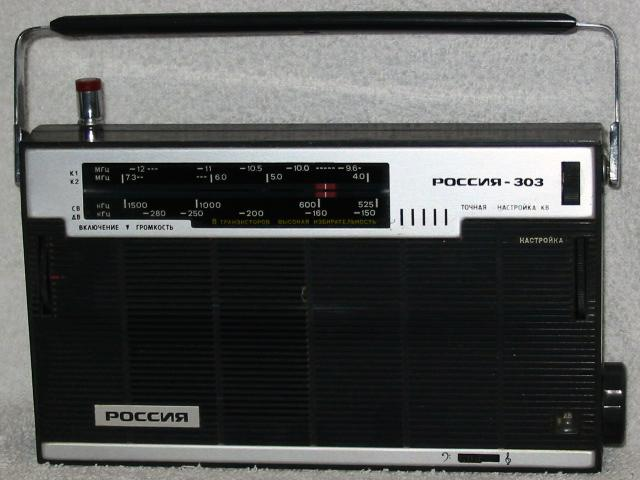 К1 МГц -12--- -11 -10.5 -10.0 -----9.6-
К2 МГц 7.3-- ---6.0 5.0 4.0
РОССИЯ-303
СВ кГц 1500 1000 600 525
ДВ кГц -280 -250 -200 -160 -150
ТОЧНАЯ НАСТРОЙКА КВ
8 ТРАНЗИСТОРОВ ВЫСОКАЯ ИЗБИРАТЕЛЬНОСТЬ
ВКЛЮЧЕНИЕ ▼ ГРОМКОСТЬ
НАСТРОЙКА
РОССИЯ
ДВ